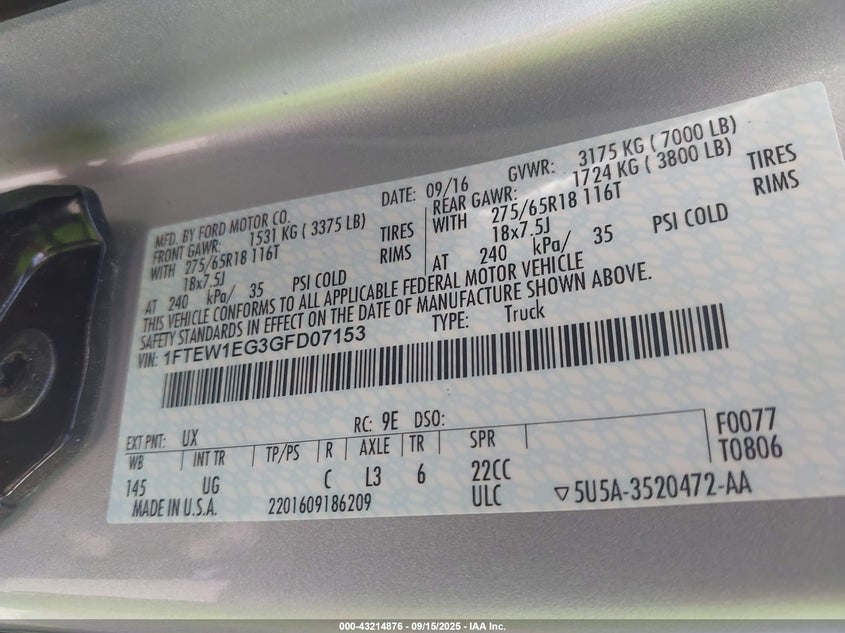 MFD. BY FORD MOTOR CO.
DATE: 09/16 GVWR: 3175 KG ( 7000 LB)
FRONT GAWR: 1531 KG ( 3375 LB)
REAR GAWR: 1724 KG ( 3800 LB)
WITH 275/65R18 116T TIRES
WITH 275/65R18 116T TIRES
18x7.5J RIMS
18x7.5J RIMS
AT 240 kPa/ 35 PSI COLD
AT 240 kPa/ 35 PSI COLD
THIS VEHICLE CONFORMS TO ALL APPLICABLE FEDERAL MOTOR VEHICLE
SAFETY STANDARDS IN EFFECT ON THE DATE OF MANUFACTURE SHOWN ABOVE.
VIN: 1FTEW1EG3GFD07153 TYPE: Truck
EXT PNT: UX RC: 9E DSO: F0077
WB INT TR TP/PS R AXLE TR SPR T0806
145 UG C L3 6 22CC
MADE IN U.S.A. 2201609186209 ULC ▽5U5A-3520472-AA
000-43214876 - 09/15/2025 - IAA Inc.